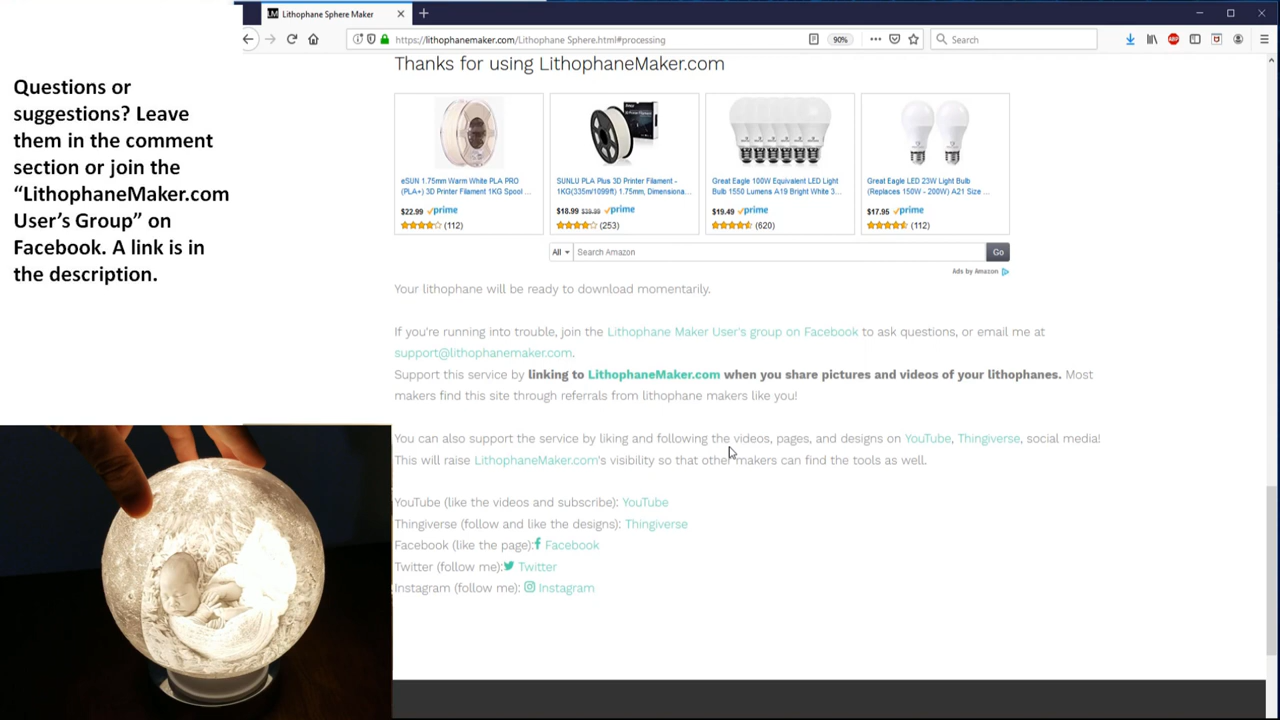 Lithophane Sphere Maker
https://lithophanemaker.com/Lithophane Sphere.html#processing
90%
Search
Questions or
suggestions? Leave
them in the comment
section or join the
“LithophaneMaker.com
User’s Group” on
Facebook. A link is in
the description.
Thanks for using LithophaneMaker.com
eSUN 1.75mm Warm White PLA PRO
(PLA+) 3D Printer Filament 1KG Spool ...
$22.99 prime
(112)
SUNLU PLA Plus 3D Printer Filament -
1KG(335m/1099ft) 1.75mm, Dimensiona...
$18.99 $39.99 prime
(253)
Great Eagle 100W Equivalent LED Light
Bulb 1550 Lumens A19 Bright White 3...
$19.49 prime
(620)
Great Eagle LED 23W Light Bulb
(Replaces 150W - 200W) A21 Size ...
$17.95 prime
(112)
All Search Amazon Go
Ads by Amazon
Your lithophane will be ready to download momentarily.
If you're running into trouble, join the Lithophane Maker User's group on Facebook to ask questions, or email me at
support@lithophanemaker.com.
Support this service by linking to LithophaneMaker.com when you share pictures and videos of your lithophanes. Most
makers find this site through referrals from lithophane makers like you!
You can also support the service by liking and following the videos, pages, and designs on YouTube, Thingiverse, social media!
This will raise LithophaneMaker.com's visibility so that other makers can find the tools as well.
YouTube (like the videos and subscribe): YouTube
Thingiverse (follow and like the designs): Thingiverse
Facebook (like the page): Facebook
Twitter (follow me): Twitter
Instagram (follow me): Instagram